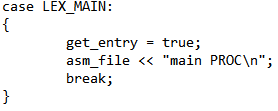 case LEX_MAIN:
{
        get_entry = true;
        asm_file << "main PROC\n";
        break;
}